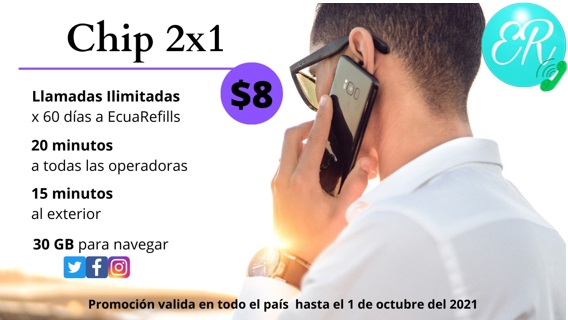 Chip 2x1
ER
$8
Llamadas Ilimitadas
x 60 días a EcuaRefills
20 minutos
a todas las operadoras
15 minutos
al exterior
30 GB para navegar
Promoción valida en todo el país hasta el 1 de octubre del 2021